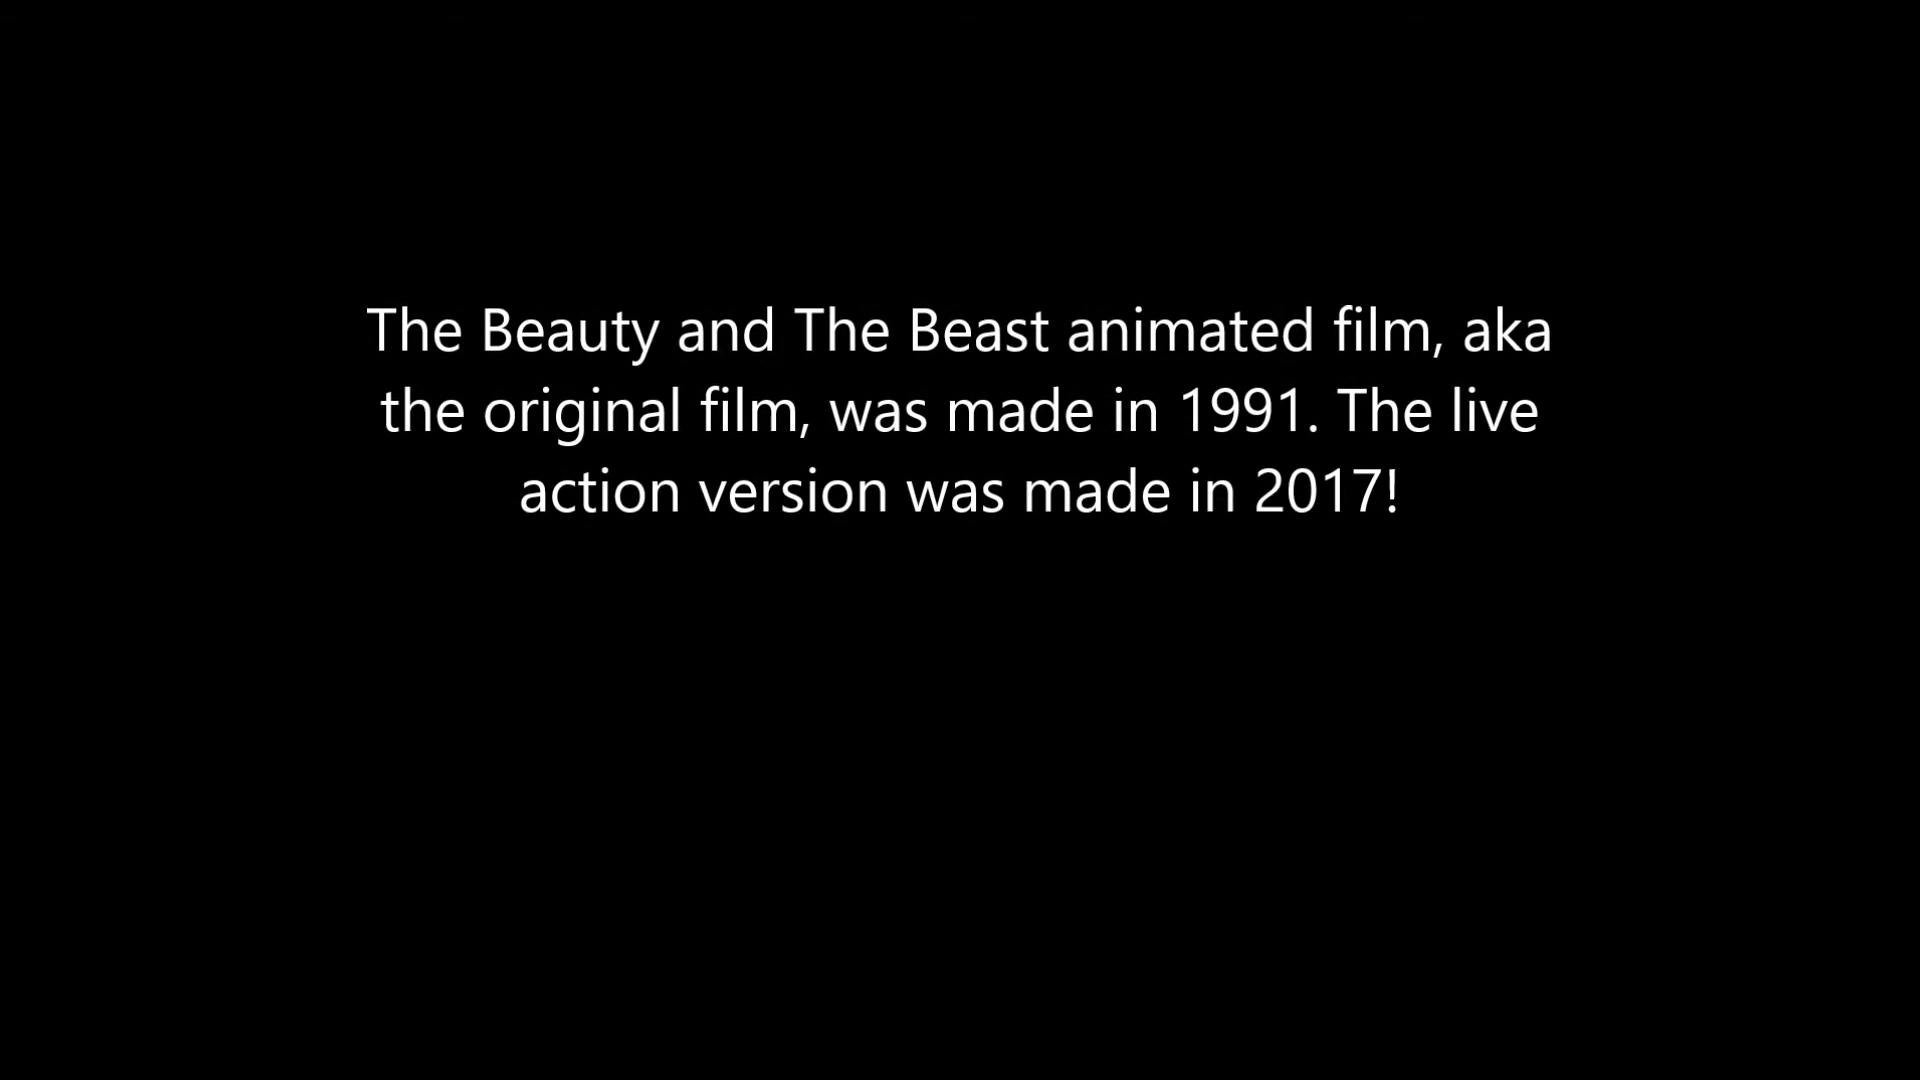 The Beauty and The Beast animated film, aka
the original film, was made in 1991. The live
action version was made in 2017!